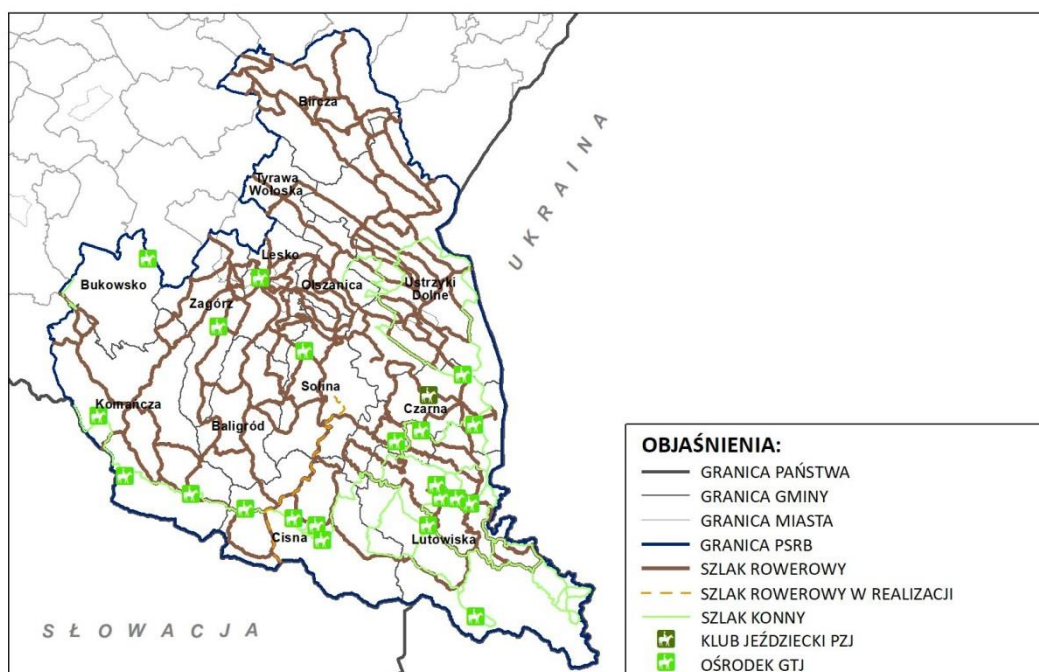 Bircza
UKRAINA
Tyrawa
Wołoska
Lesko
Bukowsko
Olszanica
Ustrzyki
Dolne
Zagórz
Solina
Komańcza
Czarna
Baligród
Cisna
Lutowiska
SŁOWACJA
OBJAŚNIENIA:
GRANICA PAŃSTWA
GRANICA GMINY
GRANICA MIASTA
GRANICA PSRB
SZLAK ROWEROWY
SZLAK ROWEROWY W REALIZACJI
SZLAK KONNY
KLUB JEŹDZIECKI PZJ
OŚRODEK GTJ